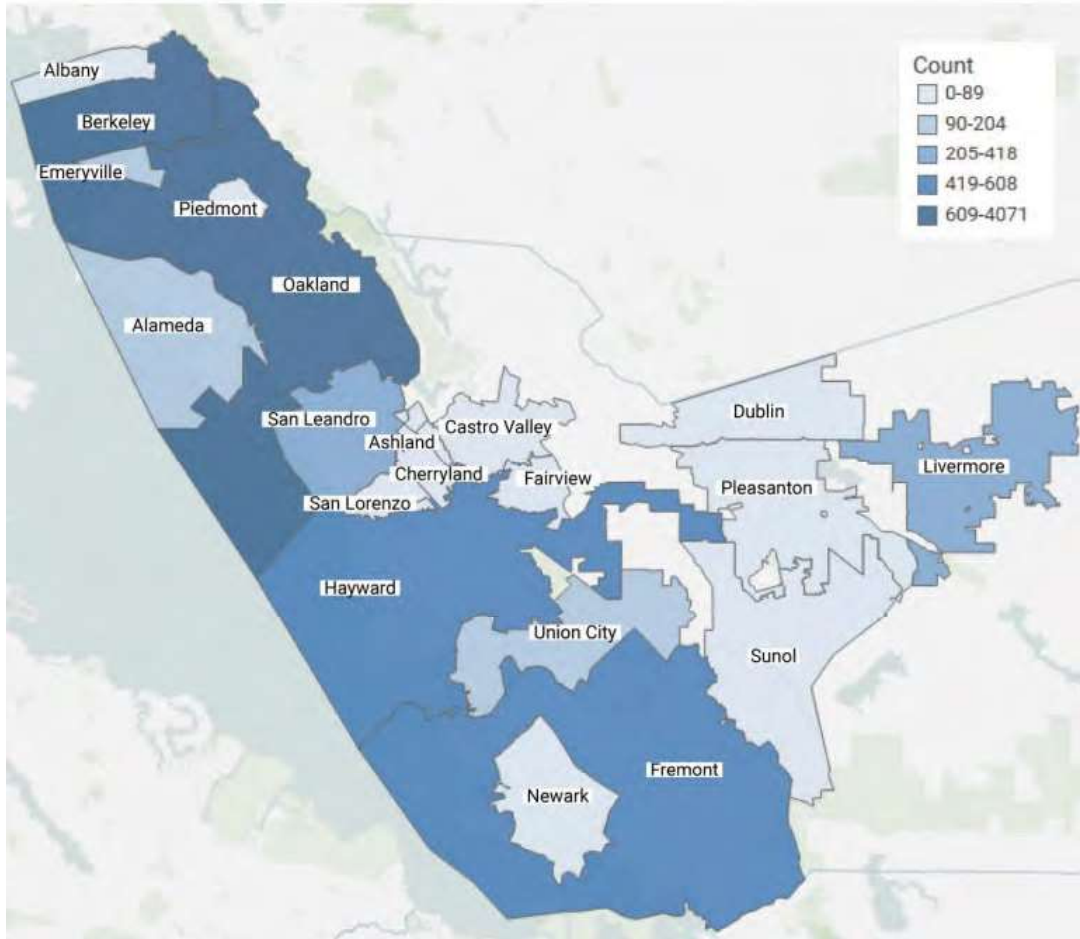 Count
0-89
90-204
205-418
419-608
609-4071
Albany
Berkeley
Emeryville
Piedmont
Oakland
Alameda
San Leandro
Ashland
Castro Valley
Cherryland
Fairview
San Lorenzo
Dublin
Livermore
Pleasanton
Hayward
Union City
Sunol
Fremont
Newark